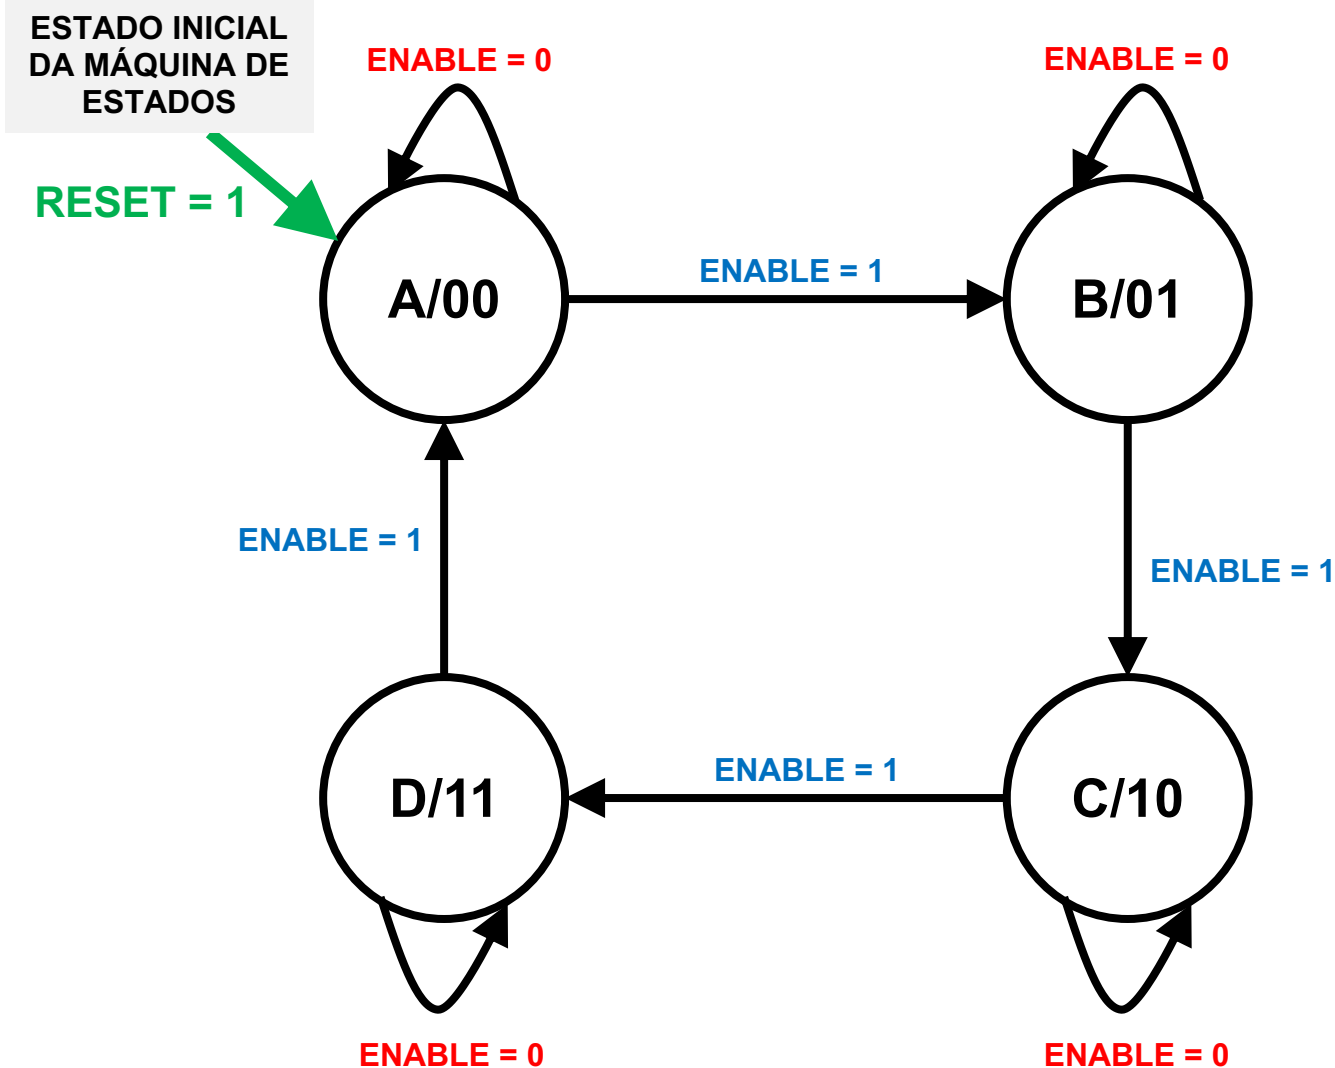 ESTADO INICIAL
DA MÁQUINA DE
ESTADOS
ENABLE = 0
ENABLE = 0
RESET = 1
A/00
ENABLE = 1
B/01
ENABLE = 1
ENABLE = 1
D/11
ENABLE = 1
C/10
ENABLE = 0
ENABLE = 0